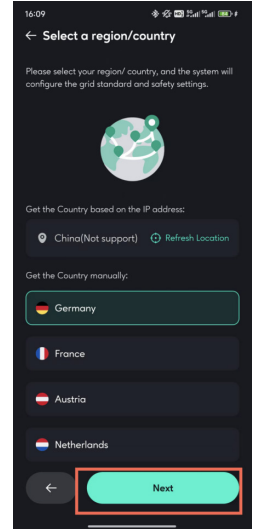 16:09
← Select a region/country
Please select your region/ country, and the system will
configure the grid standard and safety settings.
Get the Country based on the IP address:
China(Not support) Refresh Location
Get the Country manually:
Germany
France
Austria
Netherlands
← Next